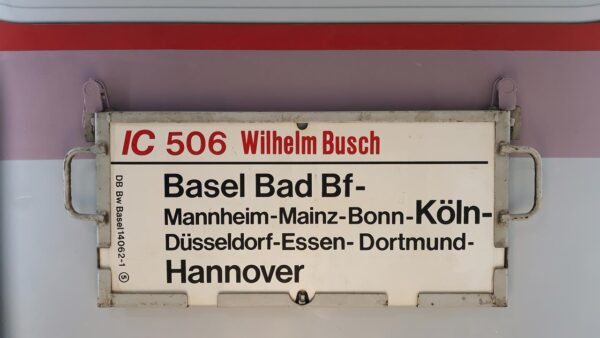 IC 506 Wilhelm Busch
Basel Bad Bf-
Mannheim-Mainz-Bonn-Köln-
Düsseldorf-Essen- Dortmund-
Hannover
DB Bw Basel 14062-1 5